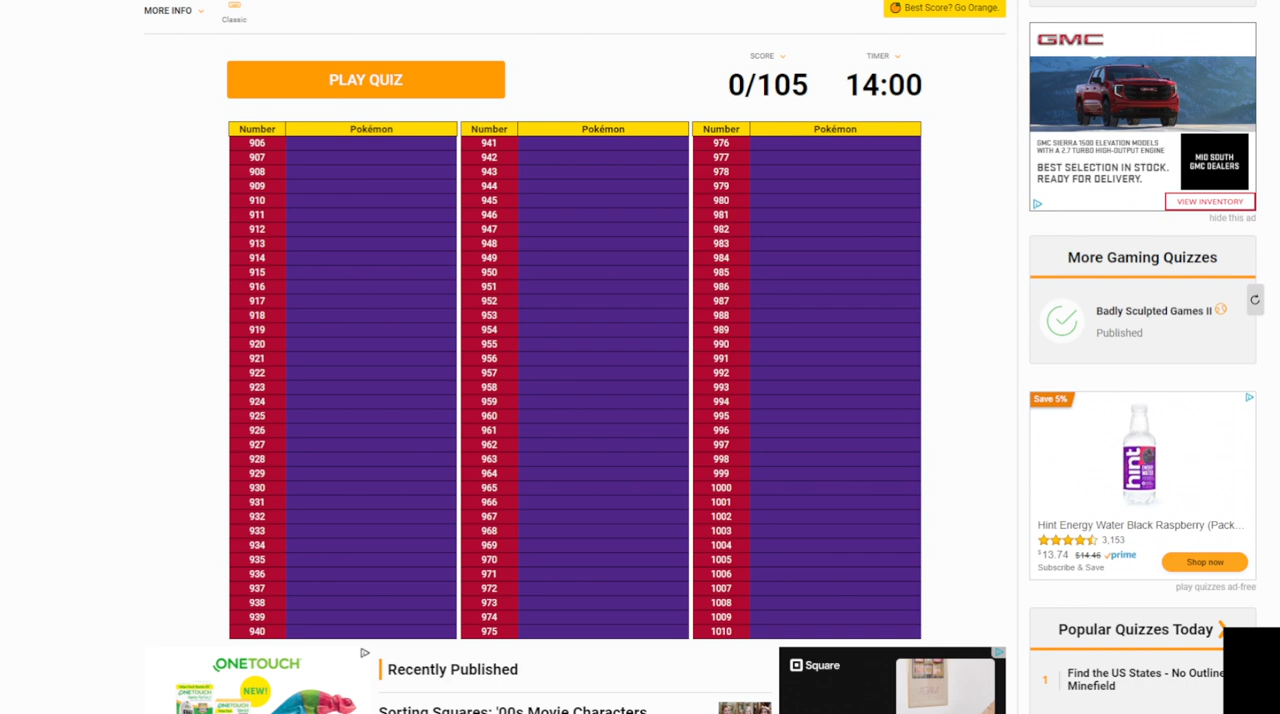 MORE INFO
Classic
Best Score? Go Orange.
PLAY QUIZ
SCORE
0/105
TIMER
14:00
Number Pokémon Number Pokémon Number Pokémon
906 941 976
907 942 977
908 943 978
909 944 979
910 945 980
911 946 981
912 947 982
913 948 983
914 949 984
915 950 985
916 951 986
917 952 987
918 953 988
919 954 989
920 955 990
921 956 991
922 957 992
923 958 993
924 959 994
925 960 995
926 961 996
927 962 997
928 963 998
929 964 999
930 965 1000
931 966 1001
932 967 1002
933 968 1003
934 969 1004
935 970 1005
936 971 1006
937 972 1007
938 973 1008
939 974 1009
940 975 1010
GMC
GMC SIERRA 1500 ELEVATION MODELS
WITH A 2.7 TURBO HIGH-OUTPUT ENGINE
BEST SELECTION IN STOCK.
READY FOR DELIVERY.
MID SOUTH
GMC DEALERS
VIEW INVENTORY
hide this ad
More Gaming Quizzes
Badly Sculpted Games II
Published
Save 5%
hint
Hint Energy Water Black Raspberry (Pack...
3,153
$13.74 $14.46 prime
Subscribe & Save
Shop now
play quizzes ad-free
Popular Quizzes Today
1 Find the US States - No Outline
Minefield
ONETOUCH
NEW!
Recently Published
Sorting Squares: '00s Movie Characters
Square